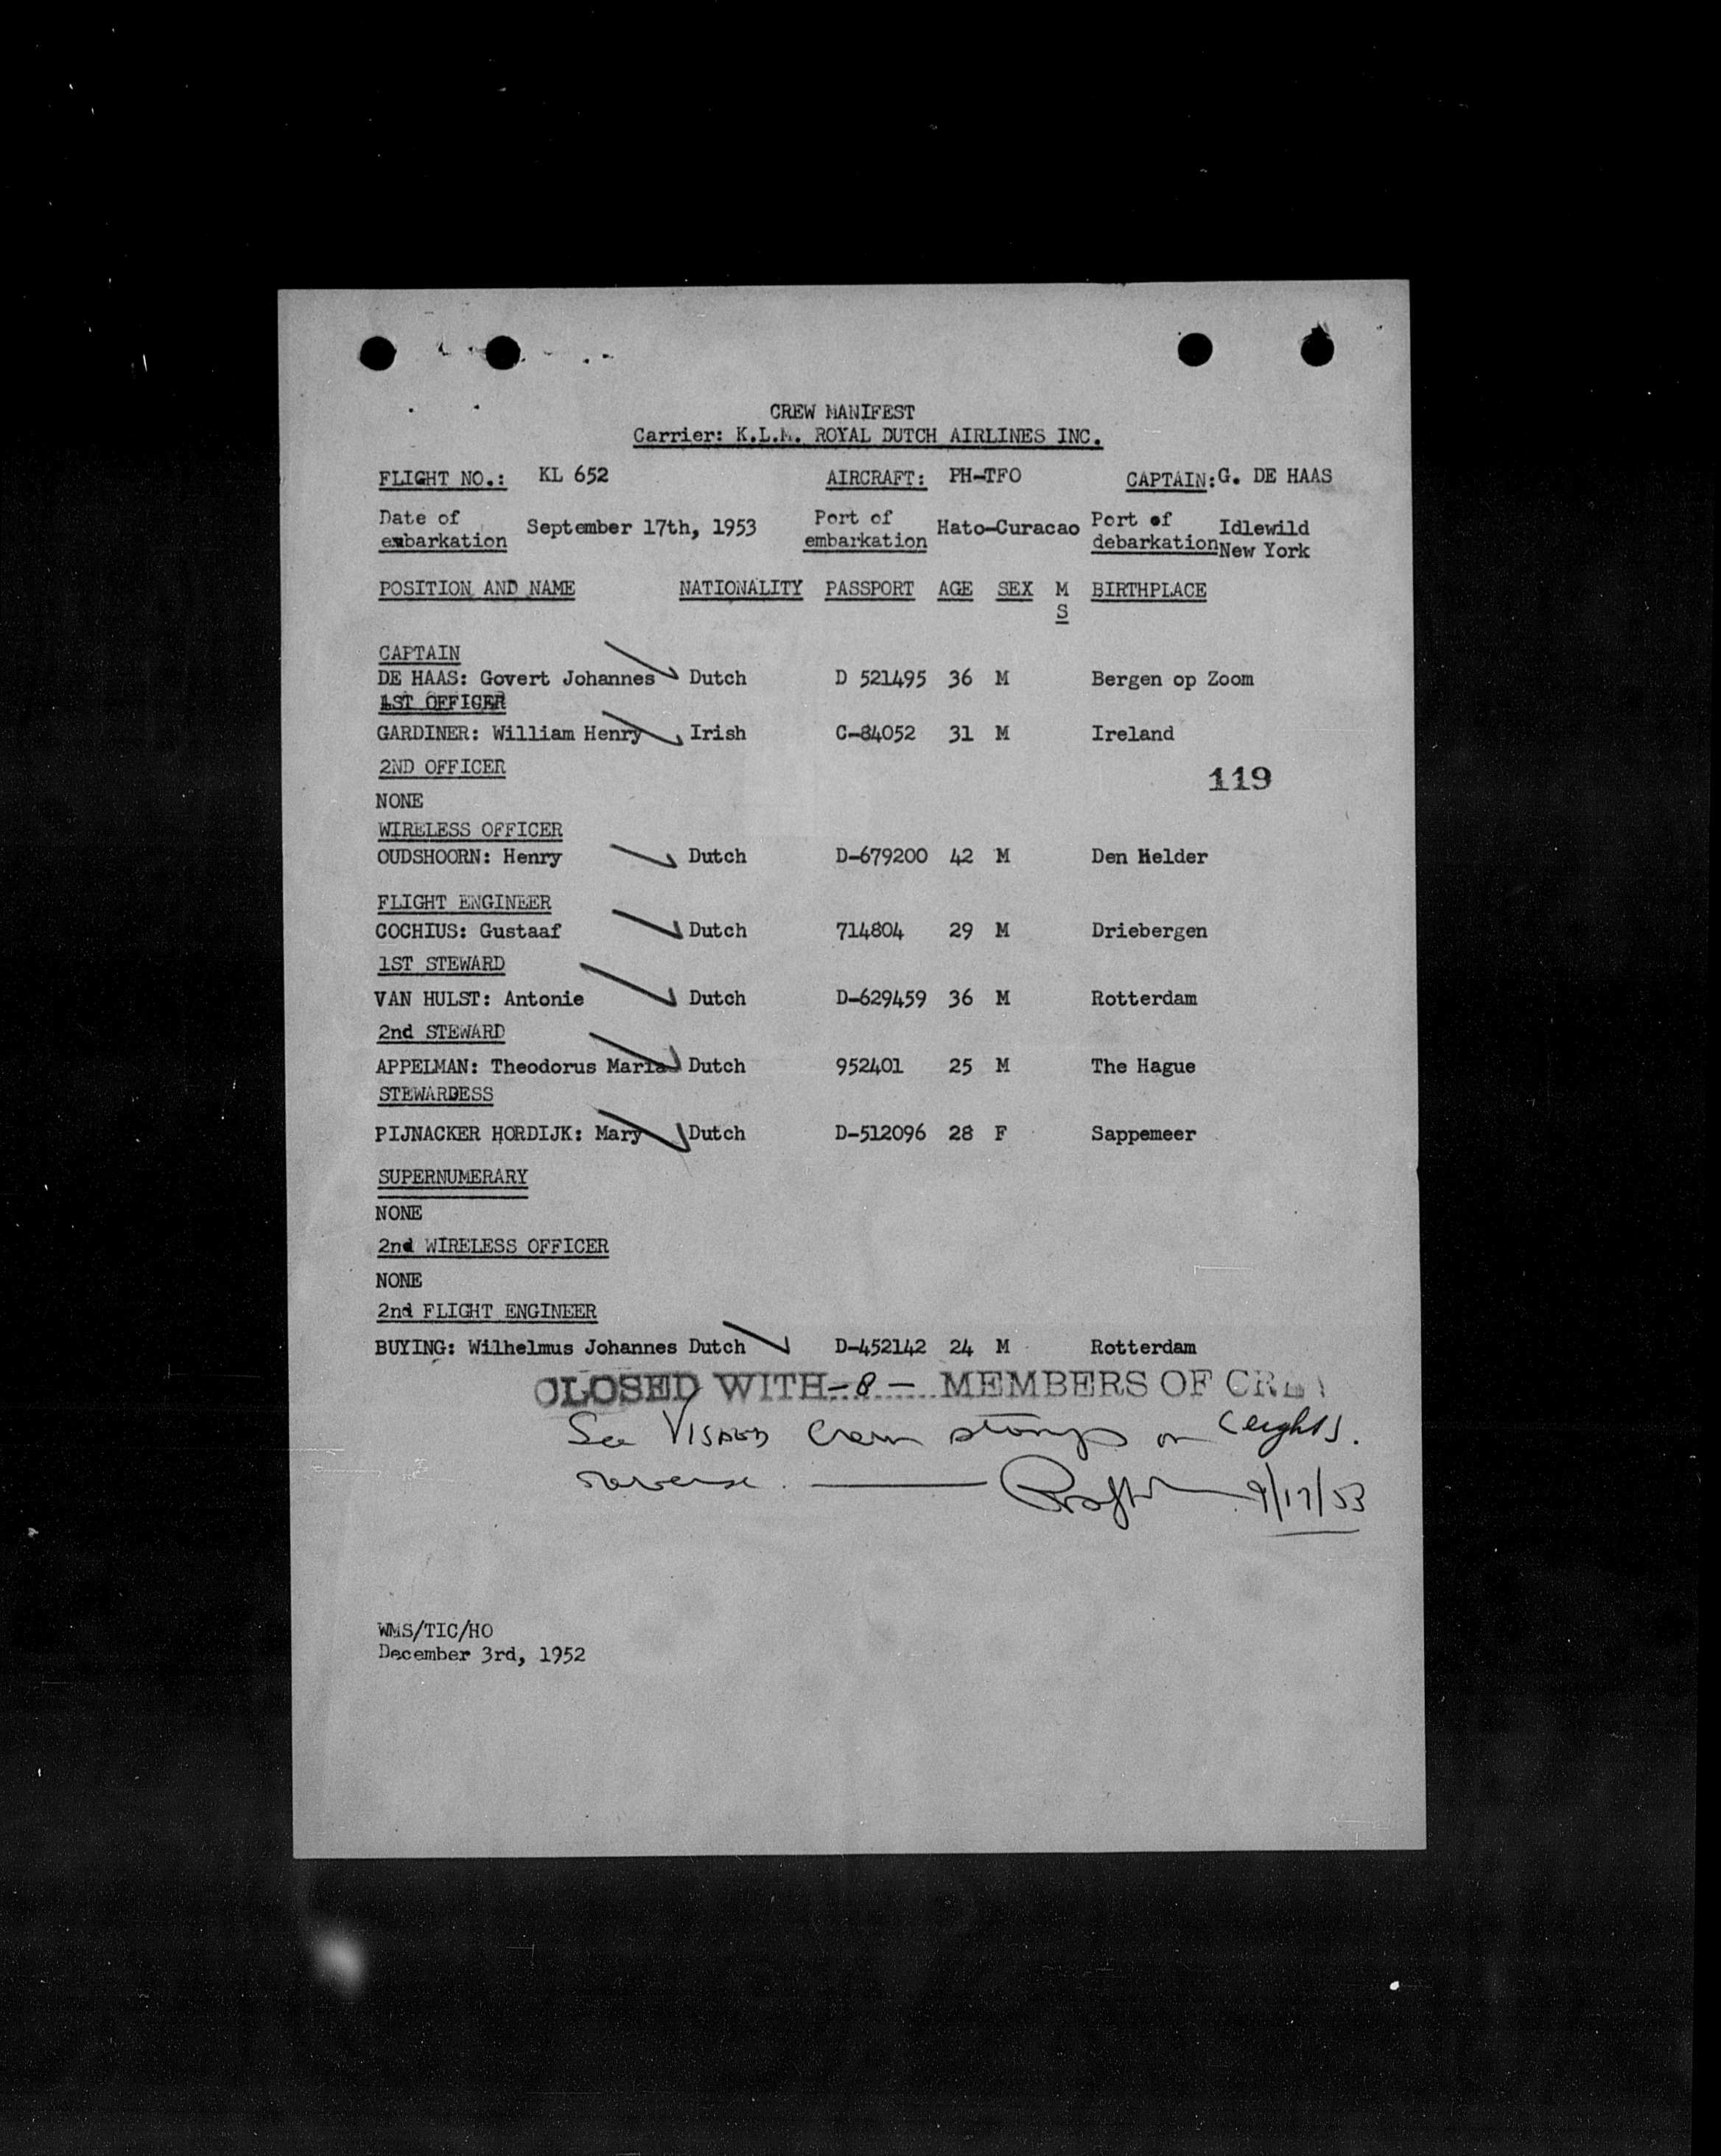 CREW MANIFEST
Carrier: K.L.M. ROYAL DUTCH AIRLINES INC.
FLIGHT NO.: KL 652 AIRCRAFT: PH-TFO CAPTAIN: G. DE HAAS
Date of embarkation September 17th, 1953 Port of embarkation Hato-Curacao Port of debarkation Idlewild New York
POSITION AND NAME NATIONALITY PASSPORT AGE SEX M S BIRTHPLACE
CAPTAIN
DE HAAS: Govert Johannes Dutch D 521495 36 M Bergen op Zoom
1ST OFFICER
GARDINER: William Henry Irish C-84052 31 M Ireland
2ND OFFICER
119
NONE
WIRELESS OFFICER
OUDSHOORN: Henry Dutch D-679200 42 M Den Helder
FLIGHT ENGINEER
COCHIUS: Gustaaf Dutch 714804 29 M Driebergen
1ST STEWARD
VAN HULST: Antonie Dutch D-629459 36 M Rotterdam
2nd STEWARD
APPELMAN: Theodorus Maria Dutch 952401 25 M The Hague
STEWARDESS
PIJNACKER HORDIJK: Mary Dutch D-512096 28 F Sappemeer
SUPERNUMERARY
NONE
2nd WIRELESS OFFICER
NONE
2nd FLIGHT ENGINEER
BUYING: Wilhelmus Johannes Dutch D-452142 24 M Rotterdam
CLOSED WITH -8- MEMBERS OF CREW
See VISAED Crew stamps on (eight).
reverse. 9/17/53
WMS/TIC/HO
December 3rd, 1952